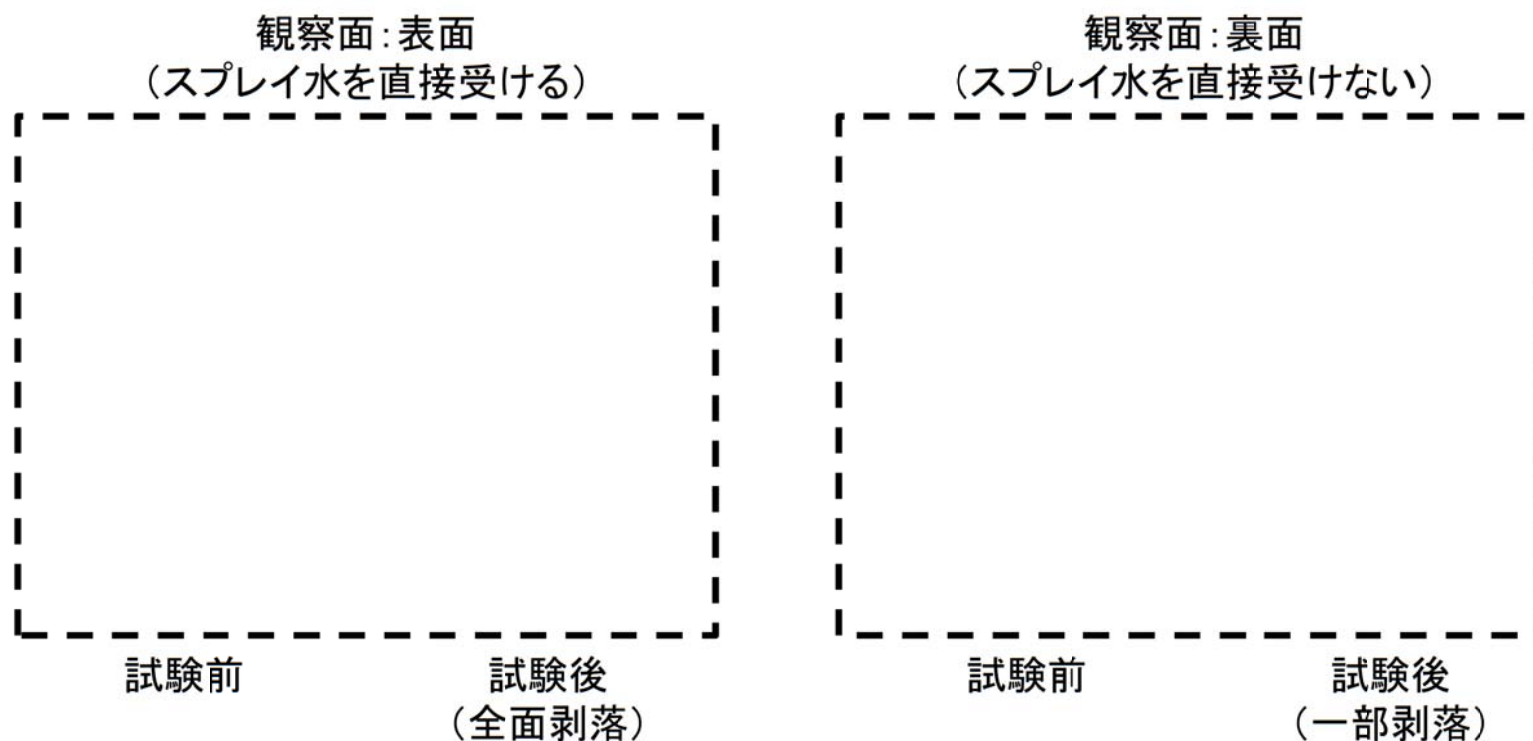 観察面：表面
（スプレイ水を直接受ける）
試験前
試験後
（全面剥落）
観察面：裏面
（スプレイ水を直接受けない）
試験前
試験後
（一部剥落）